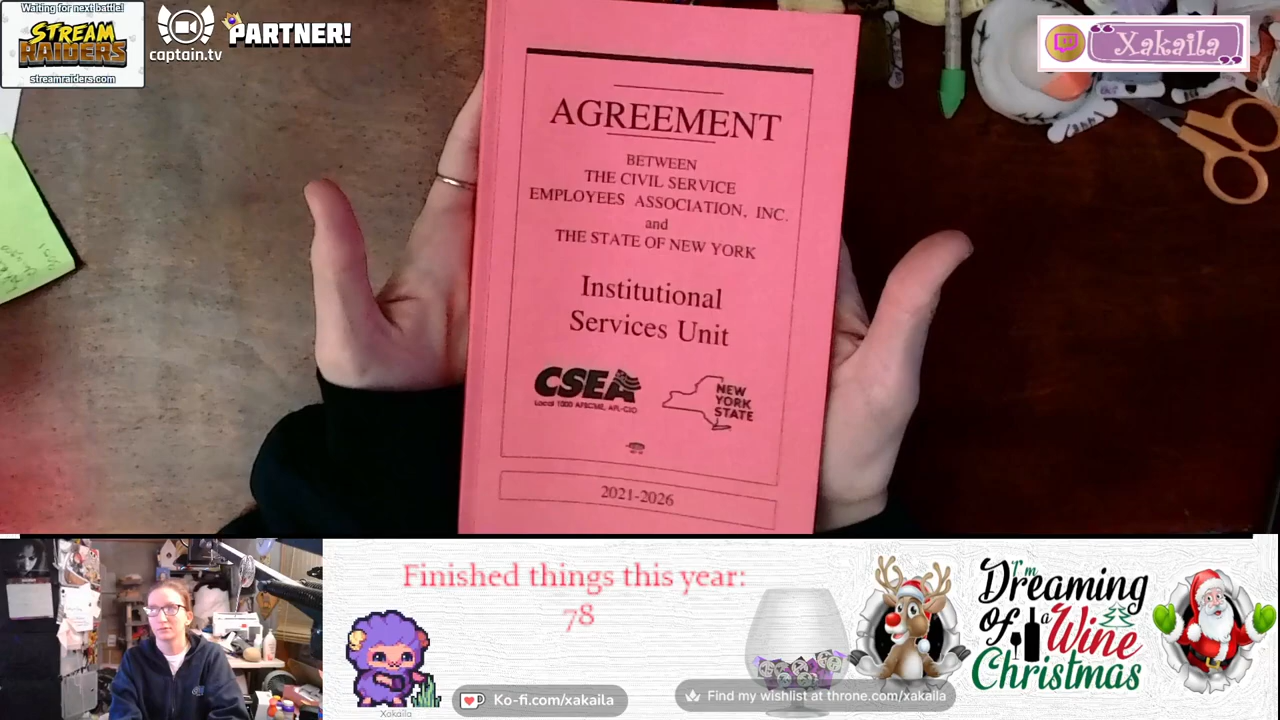 Waiting for next battle!
STREAM
RAIDERS
streamraiders.com
captain.tv
PARTNER!
Xakaila
AGREEMENT
BETWEEN
THE CIVIL SERVICE
EMPLOYEES ASSOCIATION, INC.
and
THE STATE OF NEW YORK
Institutional
Services Unit
CSEA
Local 1000 AFSCME, AFL-CIO
NEW
YORK
STATE
2021-2026
Finished things this year:
78
Xakaila
Ko-fi.com/xakaila
Find my wishlist at throne.com/xakaila
I'm
Dreaming
Of a
Wine
Christmas